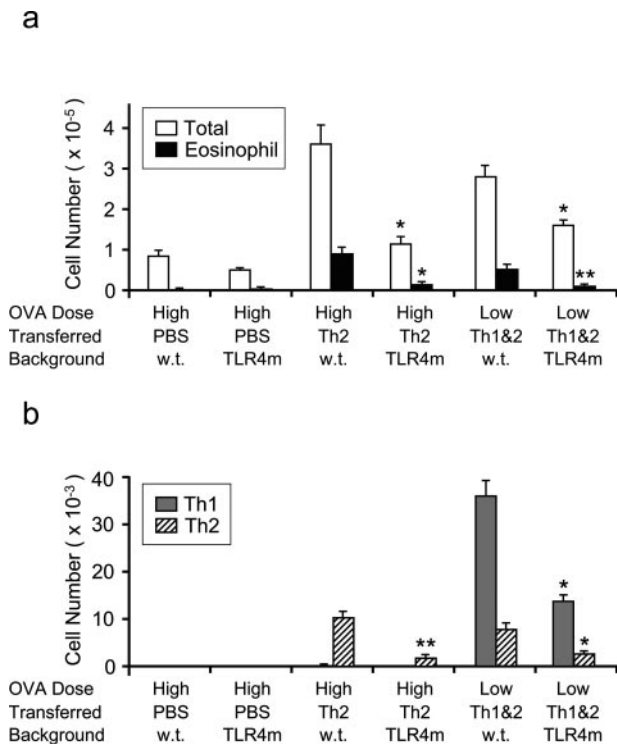 a
Cell Number ( x 10⁻⁵)
4
3
2
1
0
Total
Eosinophil
*
*
*
**
OVA Dose High High High High Low Low
Transferred PBS PBS Th2 Th2 Th1&2 Th1&2
Background w.t. TLR4m w.t. TLR4m w.t. TLR4m
b
Cell Number ( x 10⁻³)
40
30
20
10
0
Th1
Th2
**
*
*
OVA Dose High High High High Low Low
Transferred PBS PBS Th2 Th2 Th1&2 Th1&2
Background w.t. TLR4m w.t. TLR4m w.t. TLR4m